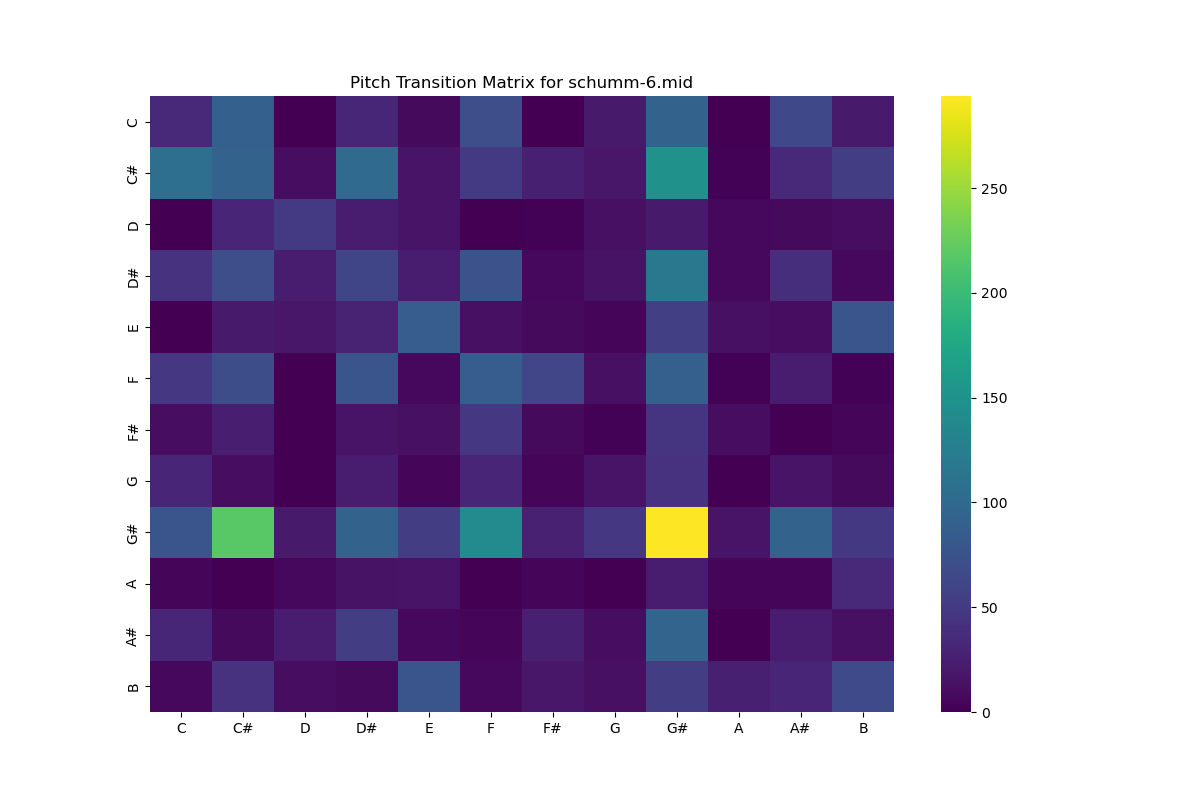 Pitch Transition Matrix for schumm-6.mid
C
C#
D
D#
E
F
F#
G
G#
A
A#
B
C C# D D# E F F# G G# A A# B
250
200
150
100
50
0